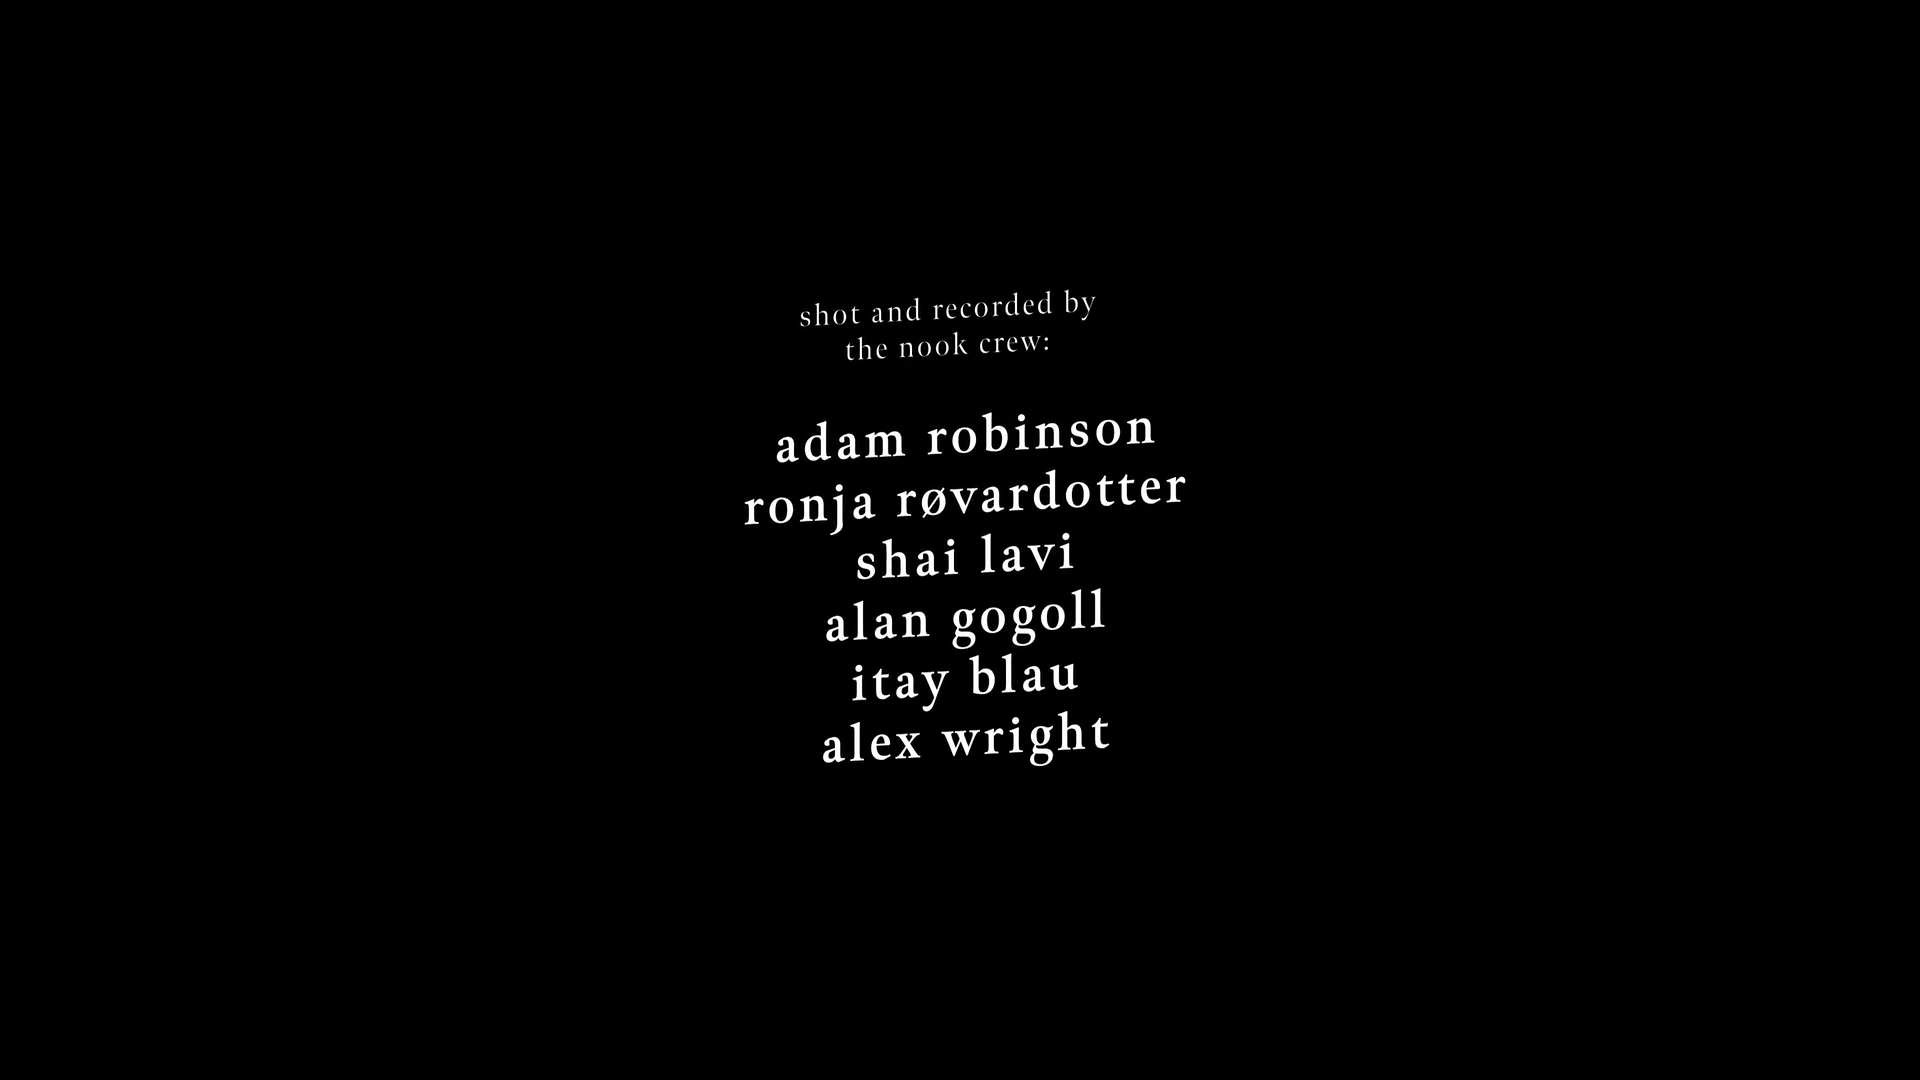 shot and recorded by
the nook crew:
adam robinson
ronja røvardotter
shai lavi
alan gogoll
itay blau
alex wright